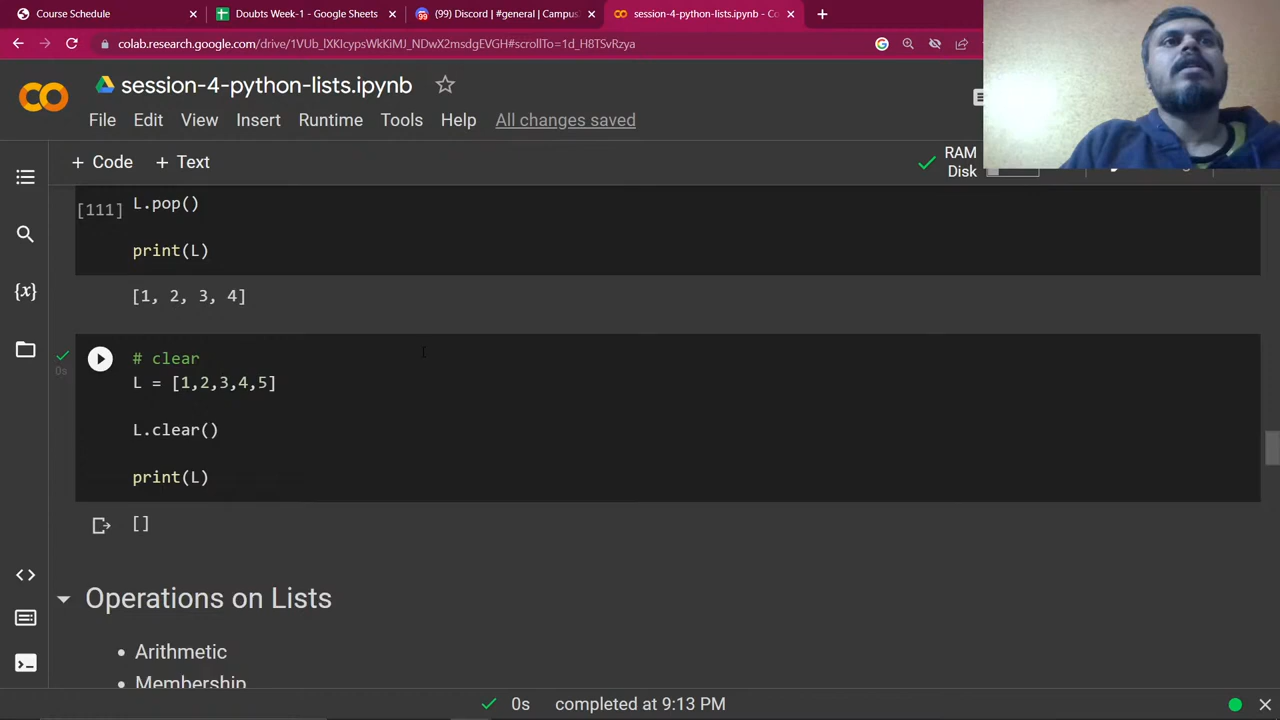 Course Schedule
Doubts Week-1 - Google Sheets
(99) Discord | #general | Campus
session-4-python-lists.ipynb - Co
colab.research.google.com/drive/1VUb_lXKIcypsWkKiMJ_NDwX2msdgEVGH#scrollTo=1d_H8TSvRzya
session-4-python-lists.ipynb
File Edit View Insert Runtime Tools Help All changes saved
+ Code + Text
RAM
Disk
[111] L.pop()
print(L)
[1, 2, 3, 4]
# clear
L = [1,2,3,4,5]
0s
L.clear()
print(L)
[]
Operations on Lists
• Arithmetic
• Membership
0s completed at 9:13 PM